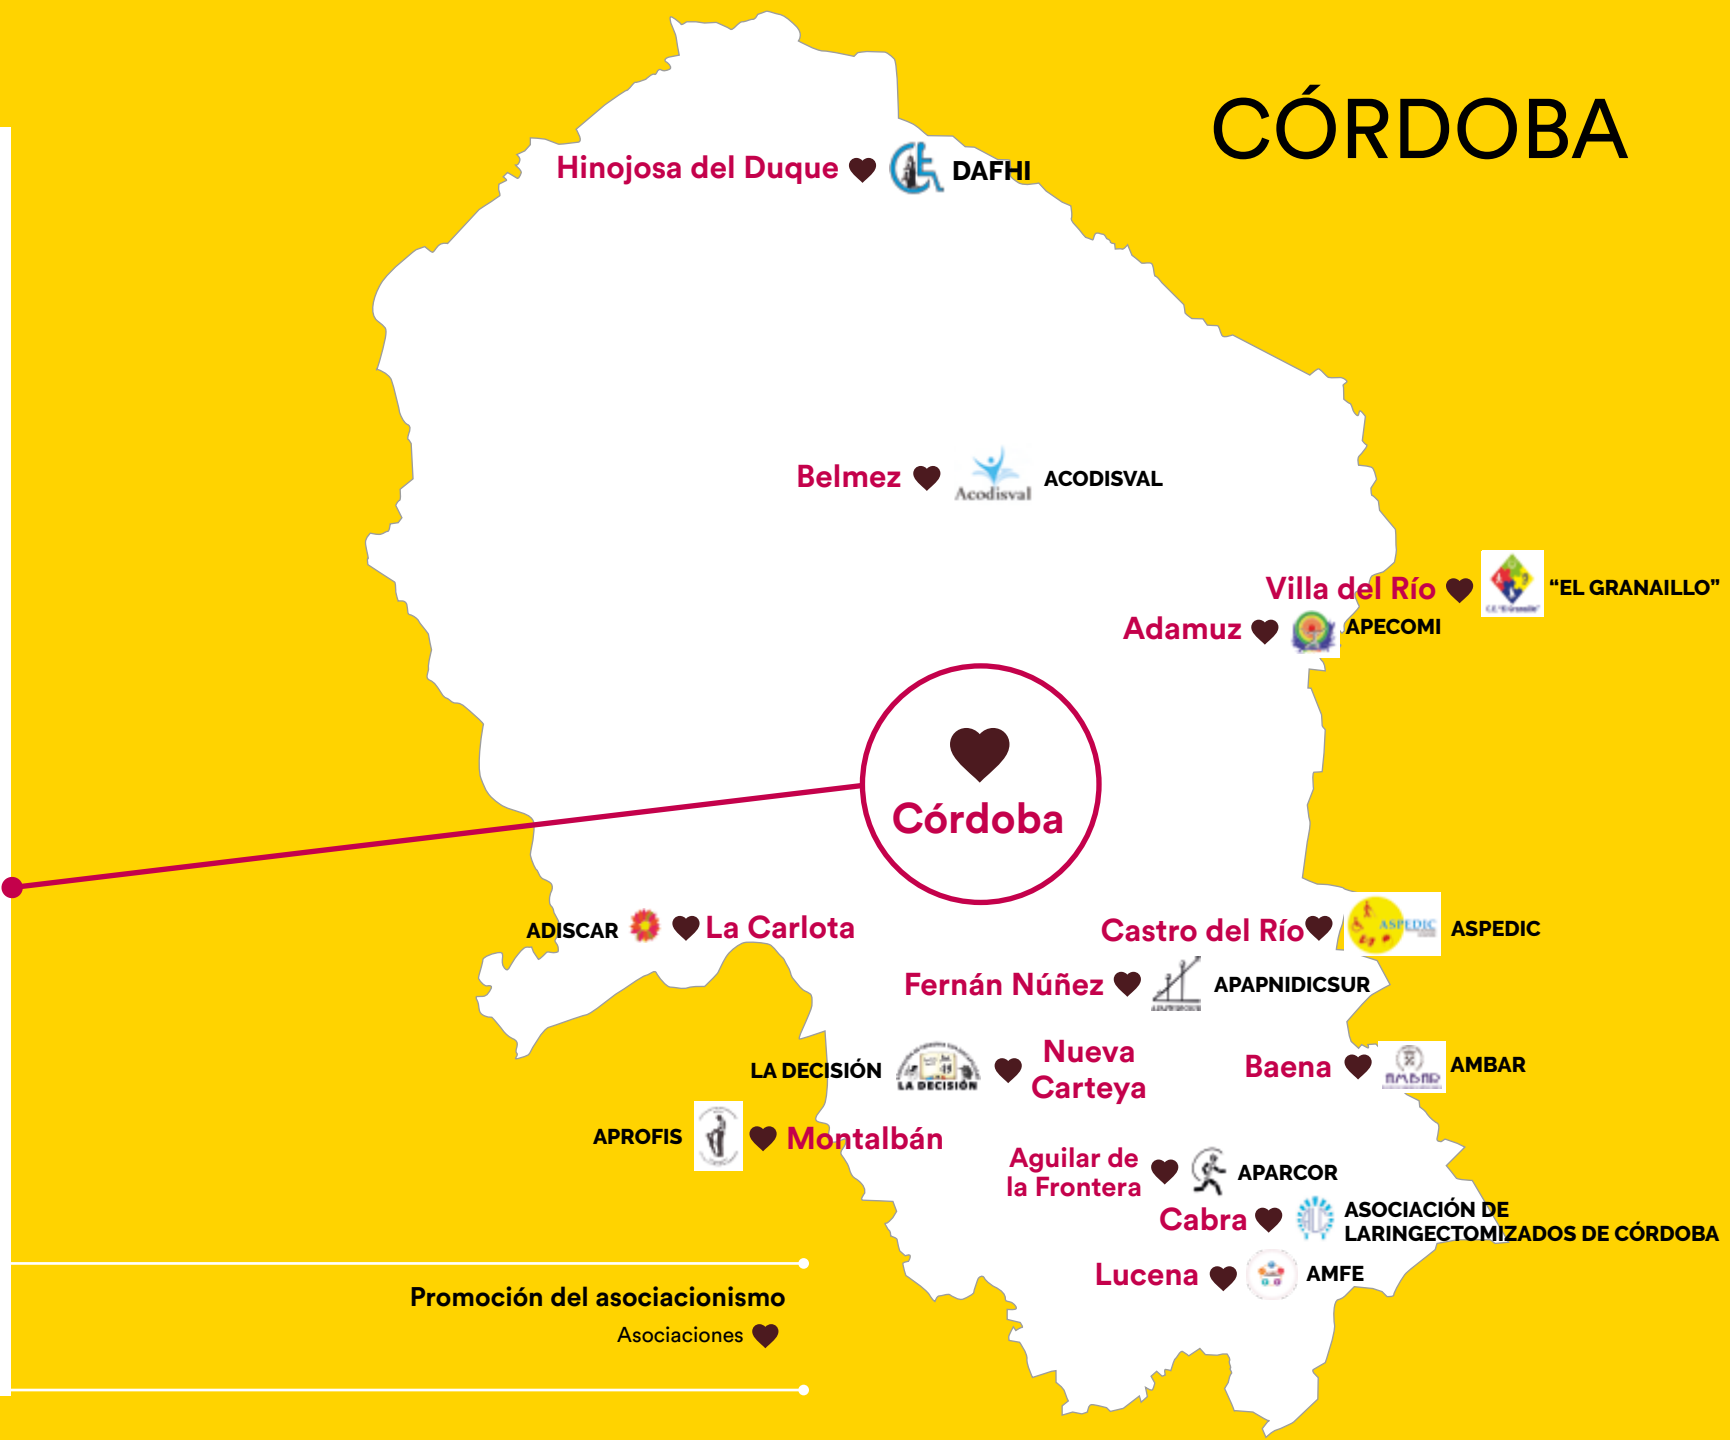 CÓRDOBA
Hinojosa del Duque
DAFHI
Belmez
Acodisval
ACODISVAL
Villa del Río
“EL GRANAILLO”
Adamuz
APECOMI
Córdoba
ADISCAR
La Carlota
Castro del Río
ASPEDIC
ASPEDIC
Fernán Núñez
APAPNIDICSUR
LA DECISIÓN
LA DECISIÓN
Nueva
Carteya
Baena
AMBAR
AMBAR
APROFIS
Montalbán
Aguilar de
la Frontera
APARCOR
Cabra
ASOCIACIÓN DE
LARINGECTOMIZADOS DE CÓRDOBA
Lucena
AMFE
Promoción del asociacionismo
Asociaciones